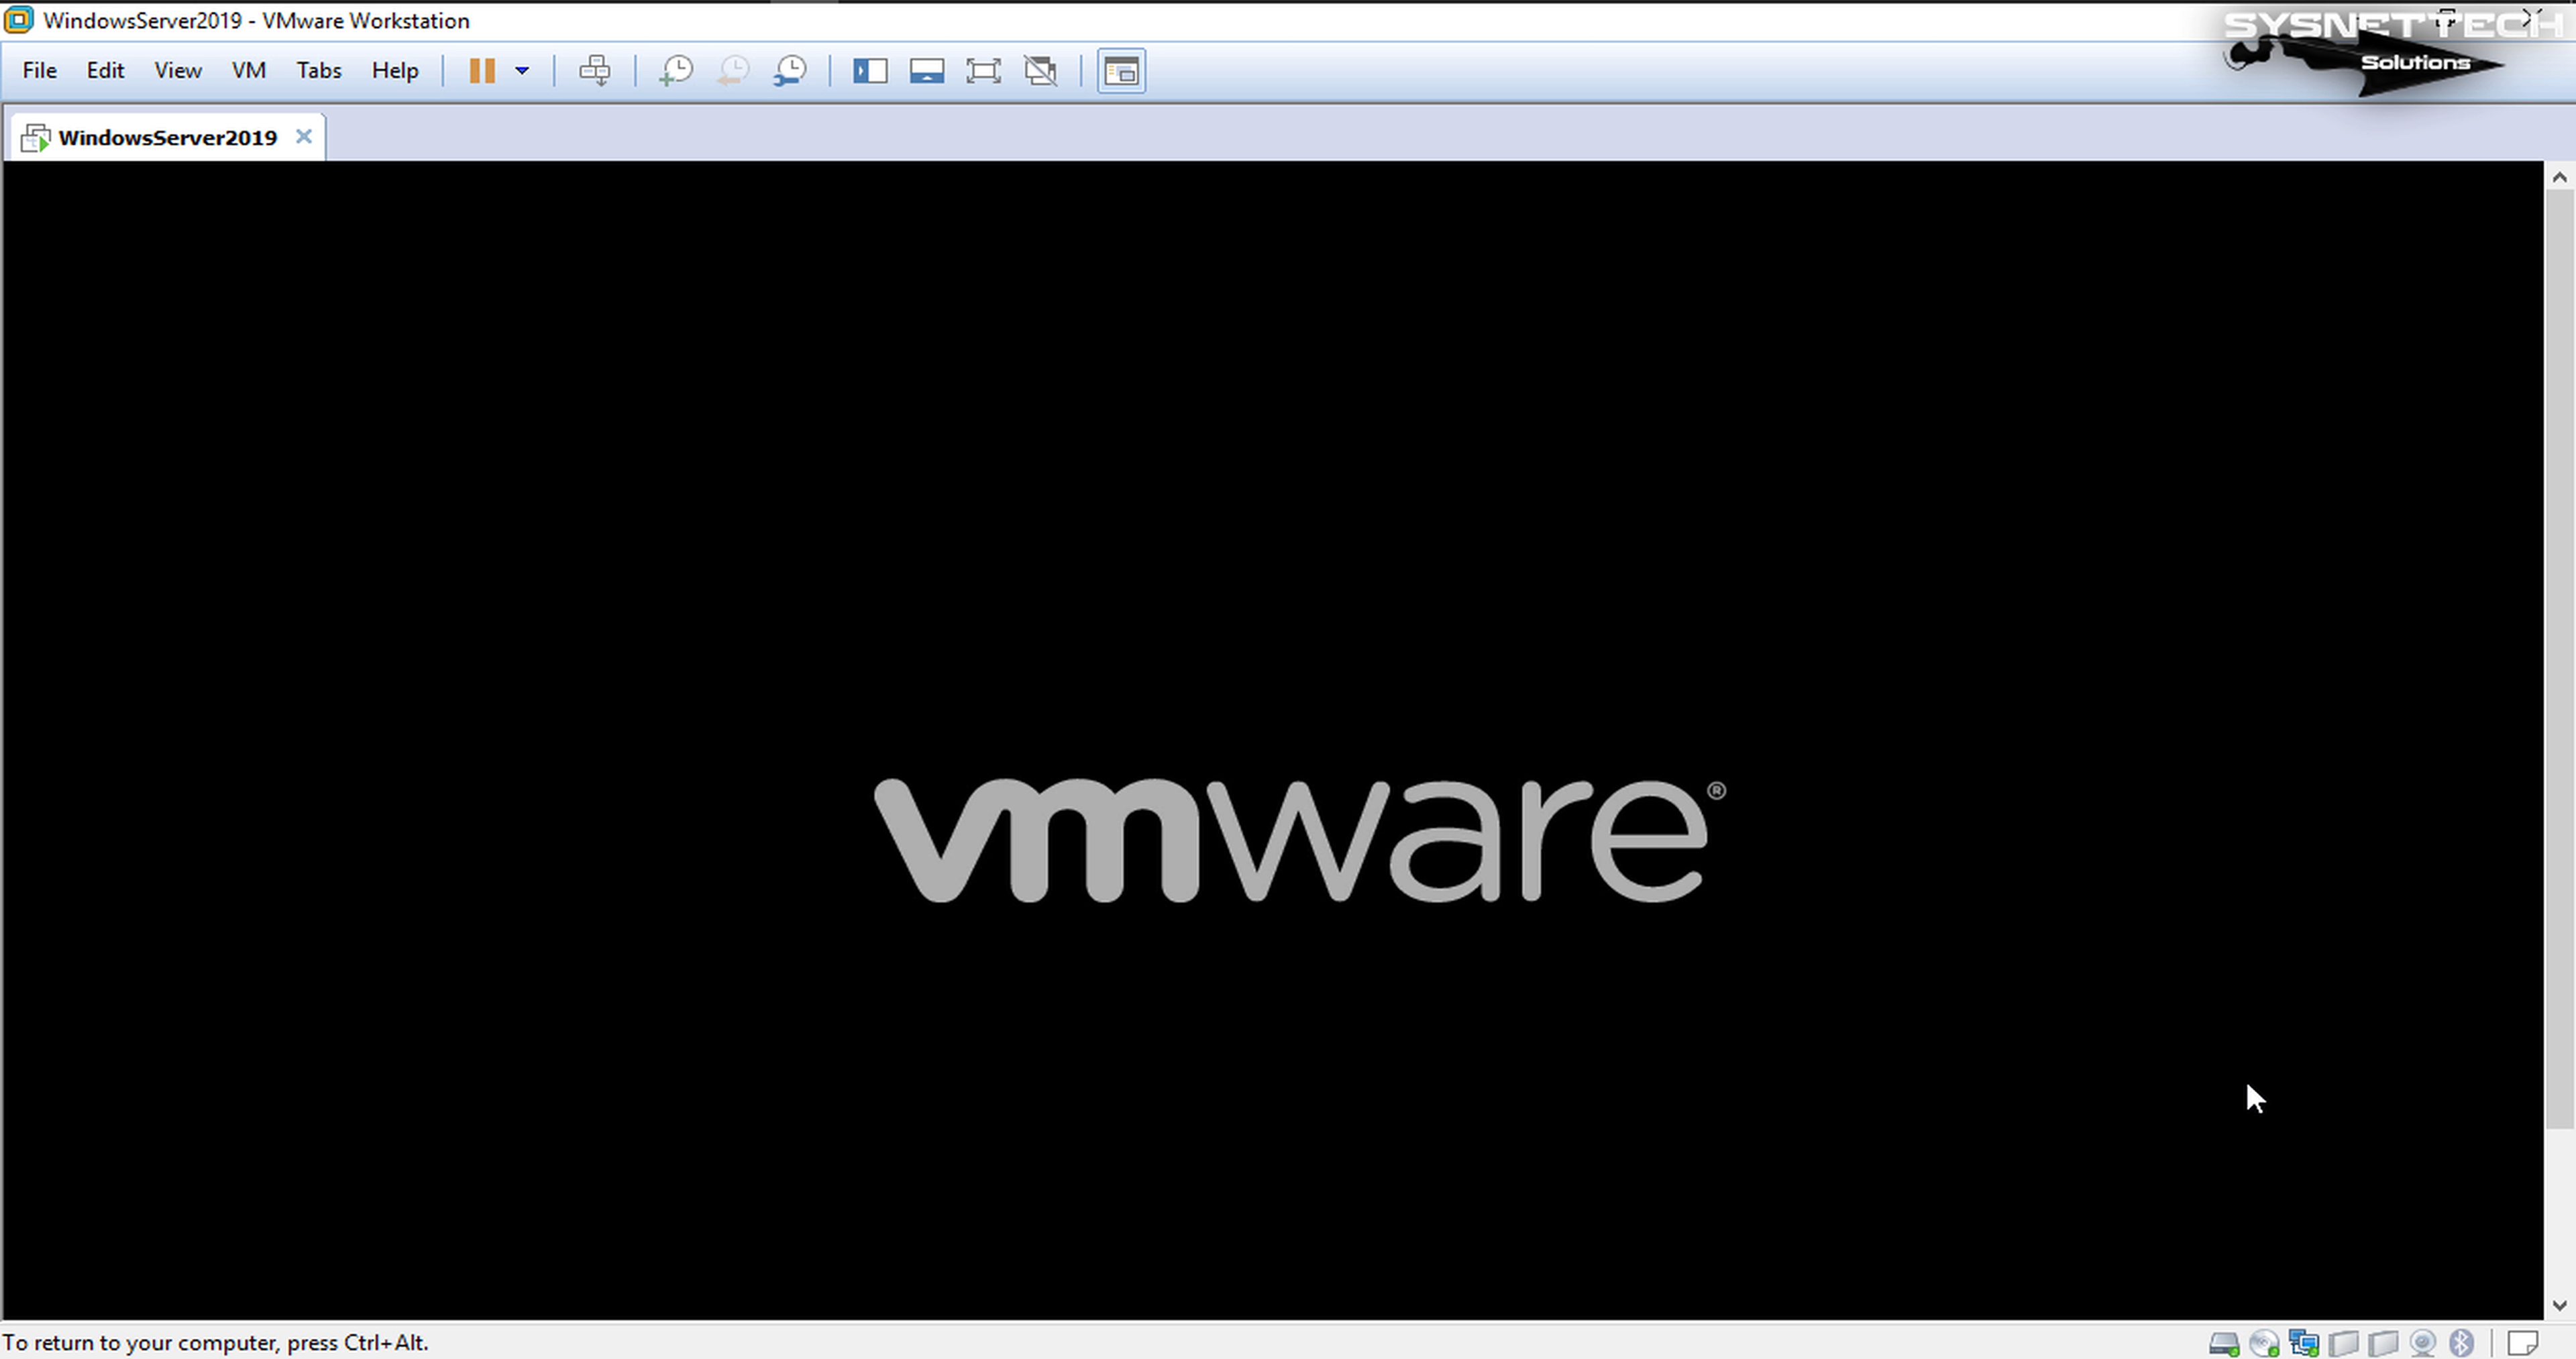 WindowsServer2019 - VMware Workstation
SYSNETTECH
Solutions
File Edit View VM Tabs Help
WindowsServer2019
vmware®
To return to your computer, press Ctrl+Alt.